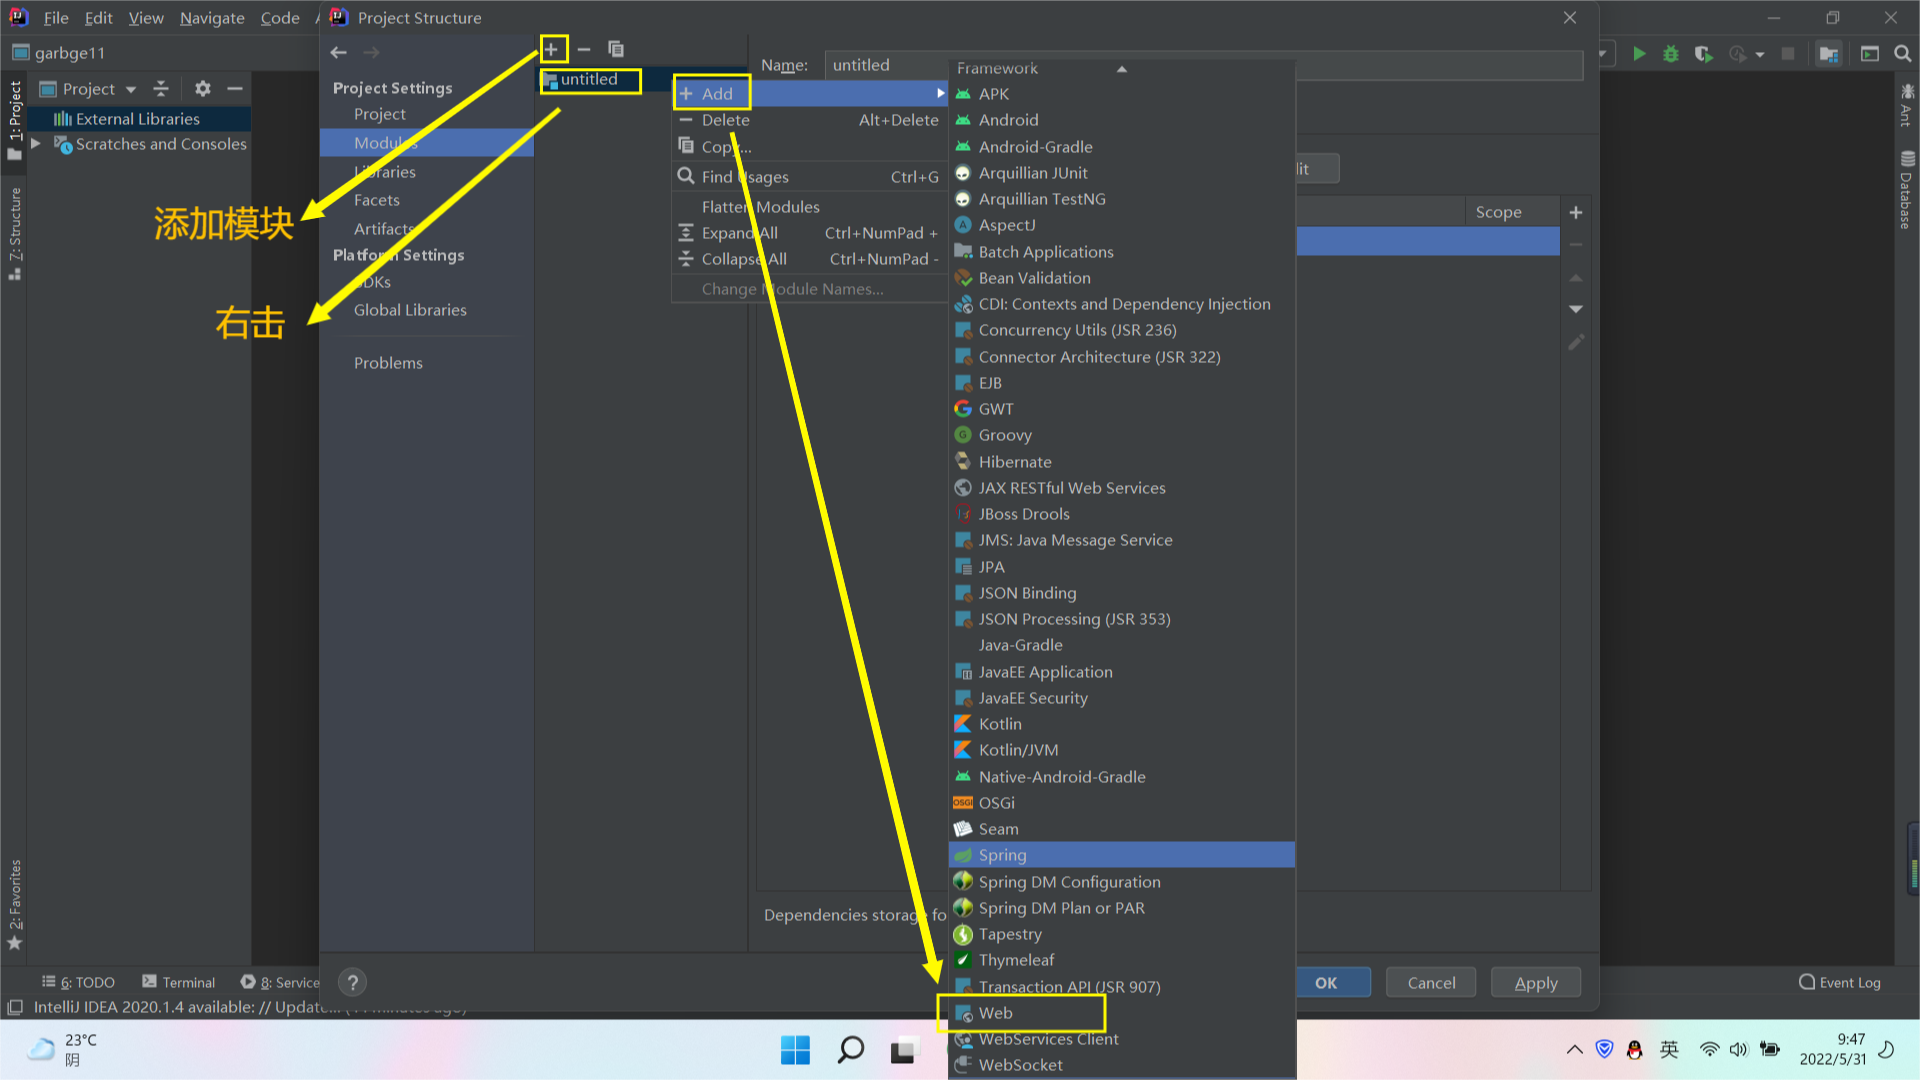 File Edit View Navigate Code
Project Structure
garbge11
Project
External Libraries
Scratches and Consoles
1: Project
7: Structure
2: Favorites
Project Settings
Project
Modules
Libraries
Facets
Artifacts
Platform Settings
SDKs
Global Libraries
Problems
添加模块
右击
untitled
Name: untitled
Add
Delete Alt+Delete
Copy...
Find Usages Ctrl+G
Flatten Modules
Expand All Ctrl+NumPad +
Collapse All Ctrl+NumPad -
Change Module Names...
Framework
APK
Android
Android-Gradle
Arquillian JUnit
Arquillian TestNG
AspectJ
Batch Applications
Bean Validation
CDI: Contexts and Dependency Injection
Concurrency Utils (JSR 236)
Connector Architecture (JSR 322)
EJB
GWT
Groovy
Hibernate
JAX RESTful Web Services
JBoss Drools
JMS: Java Message Service
JPA
JSON Binding
JSON Processing (JSR 353)
Java-Gradle
JavaEE Application
JavaEE Security
Kotlin
Kotlin/JVM
Native-Android-Gradle
OSGi
Seam
Spring
Spring DM Configuration
Spring DM Plan or PAR
Tapestry
Thymeleaf
Transaction API (JSR 907)
Web
WebServices Client
WebSocket
Scope
Dependencies storage fo
OK Cancel Apply
Ant
Database
6: TODO Terminal 8: Service
Event Log
IntelliJ IDEA 2020.1.4 available: // Update...
23°C
阴
英
9:47
2022/5/31